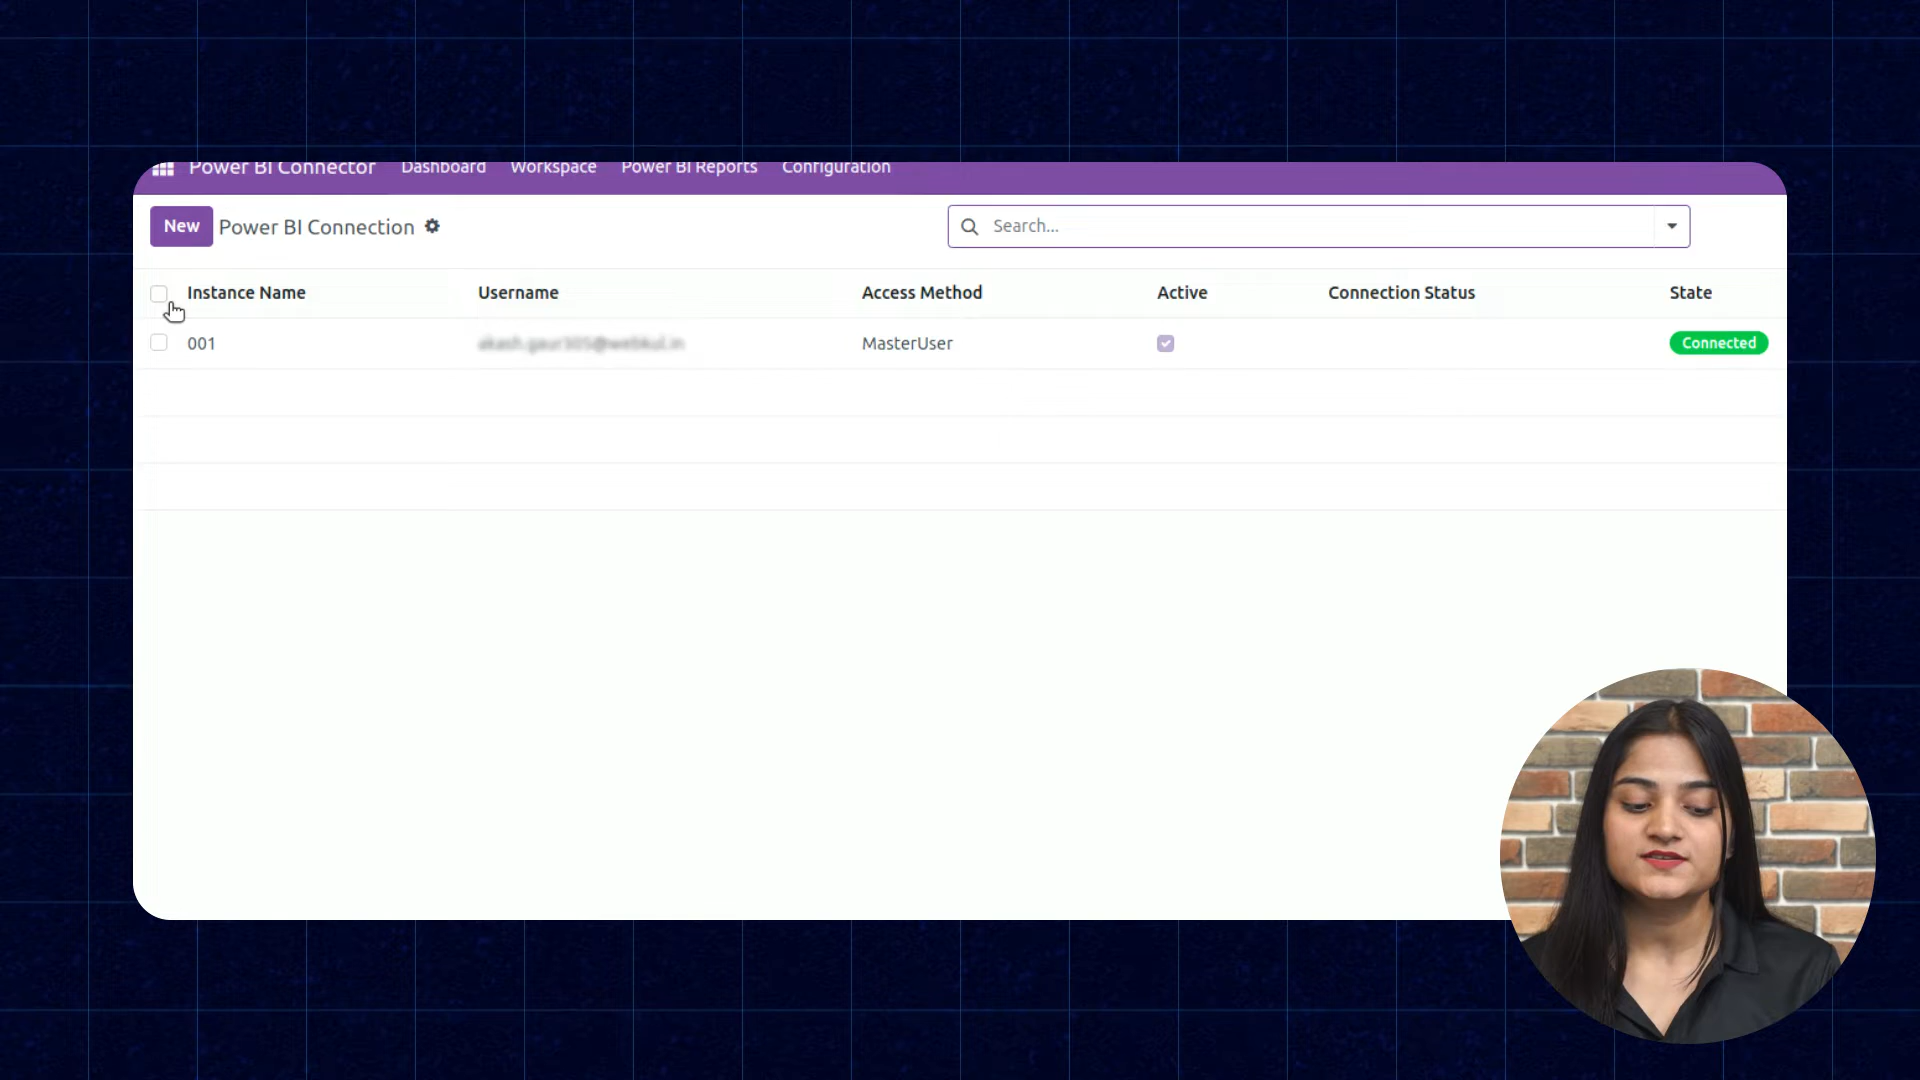 Power BI Connector Dashboard Workspace Power BI Reports Configuration
New Power BI Connection Search...
Instance Name Username Access Method Active Connection Status State
001 MasterUser Connected